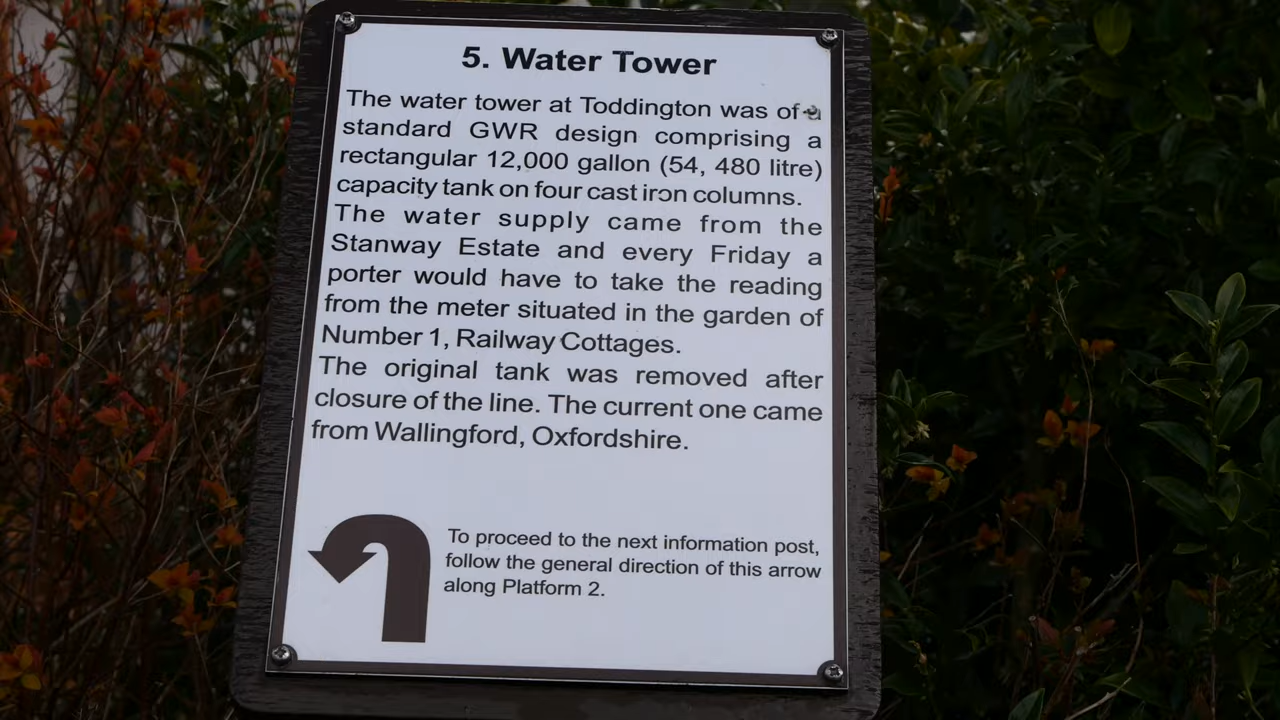 5. Water Tower
The water tower at Toddington was of a
standard GWR design comprising a
rectangular 12,000 gallon (54, 480 litre)
capacity tank on four cast iron columns.
The water supply came from the
Stanway Estate and every Friday a
porter would have to take the reading
from the meter situated in the garden of
Number 1, Railway Cottages.
The original tank was removed after
closure of the line. The current one came
from Wallingford, Oxfordshire.
To proceed to the next information post,
follow the general direction of this arrow
along Platform 2.